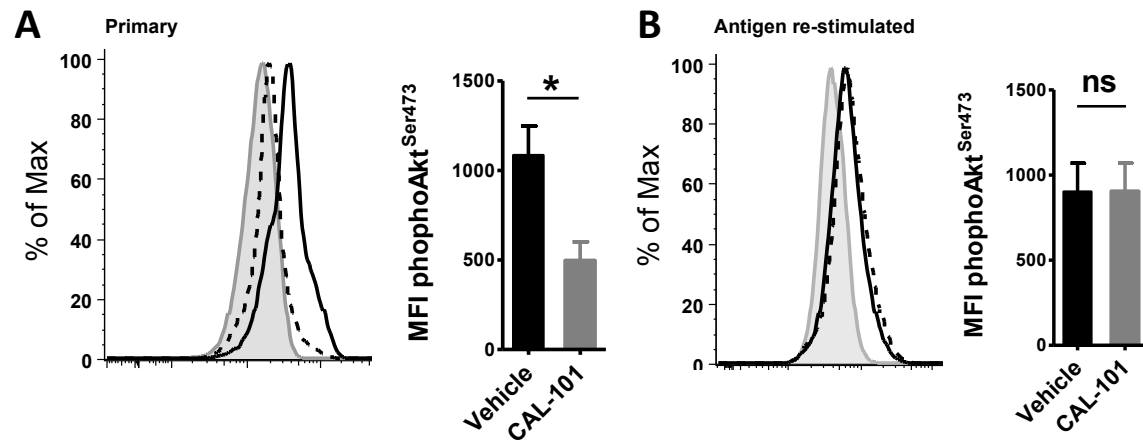 A
Primary
% of Max
100
80
60
40
20
0
MFI phophoAkt^Ser473
1500
1000
500
0
*
Vehicle
CAL-101
B
Antigen re-stimulated
% of Max
100
80
60
40
20
0
MFI phophoAkt^Ser473
1500
1000
500
0
ns
Vehicle
CAL-101